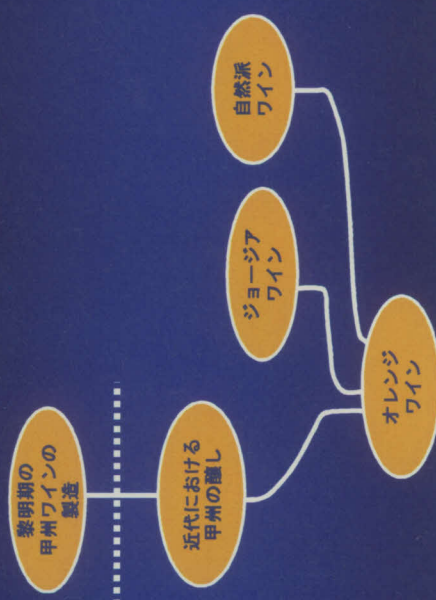 黎明期の
甲州ワインの
製造
近代における
甲州の醸し
ジョージア
ワイン
自然派
ワイン
オレンジ
ワイン